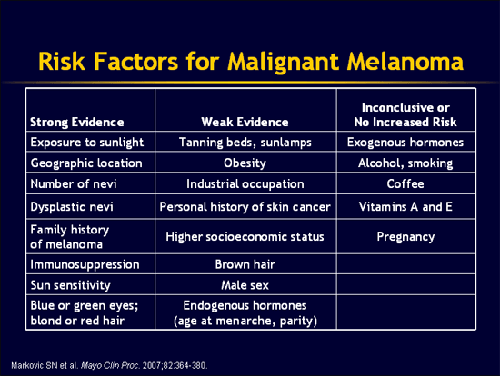 Risk Factors for Malignant Melanoma
Inconclusive or
Strong Evidence Weak Evidence No Increased Risk
Exposure to sunlight Tanning beds, sunlamps Exogenous hormones
Geographic location Obesity Alcohol, smoking
Number of nevi Industrial occupation Coffee
Dysplastic nevi Personal history of skin cancer Vitamins A and E
Family history
of melanoma Higher socioeconomic status Pregnancy
Immunosuppression Brown hair
Sun sensitivity Male sex
Blue or green eyes; Endogenous hormones
blond or red hair (age at menarche, parity)
Markovic SN et al. Mayo Clin Proc. 2007;82:364-380.